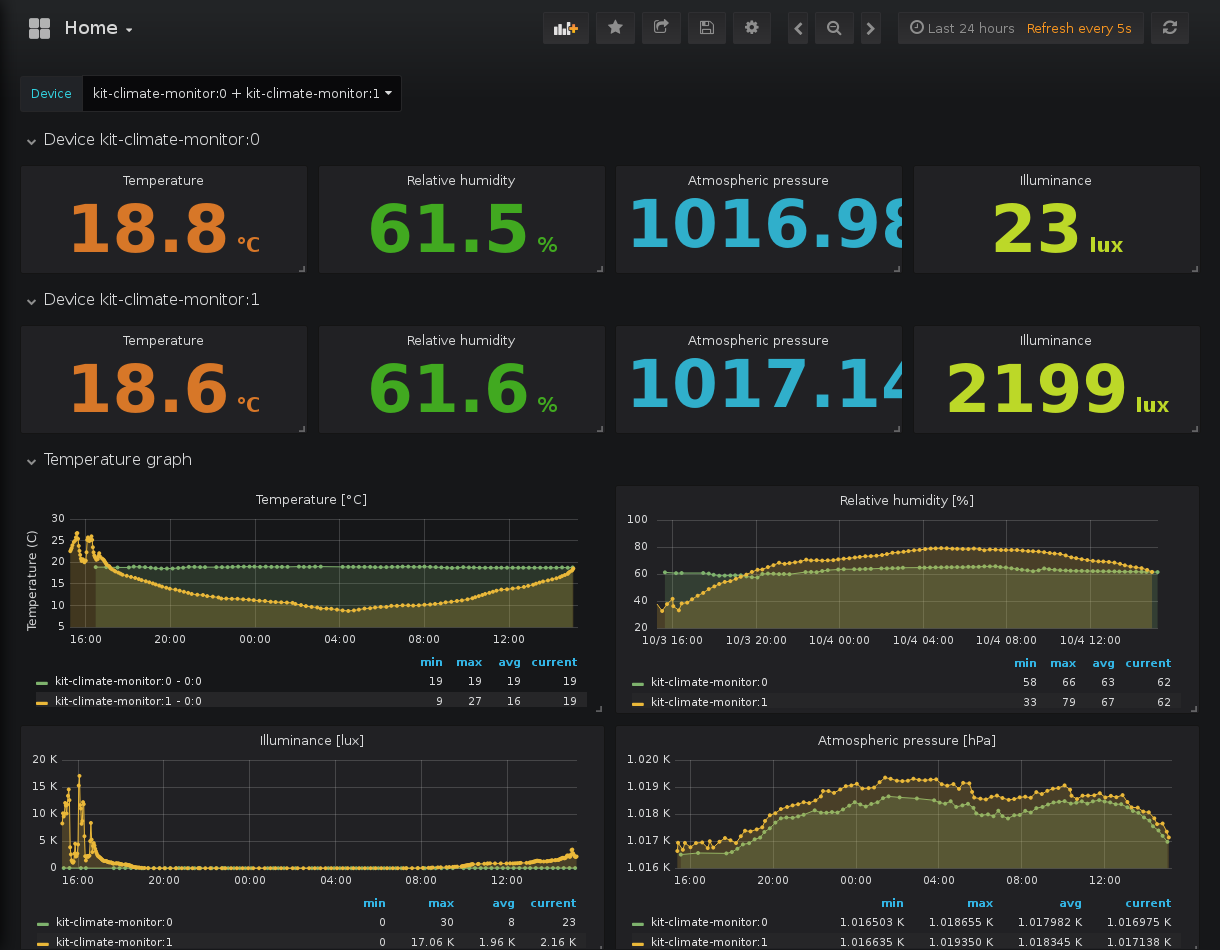 Home
Last 24 hours Refresh every 5s
Device kit-climate-monitor:0 + kit-climate-monitor:1
Device kit-climate-monitor:0
Temperature
18.8 °C
Relative humidity
61.5 %
Atmospheric pressure
1016.98
Illuminance
23 lux
Device kit-climate-monitor:1
Temperature
18.6 °C
Relative humidity
61.6 %
Atmospheric pressure
1017.14
Illuminance
2199 lux
Temperature graph
Temperature [°C]
Temperature (C)
30
25
20
15
10
5
16:00 20:00 00:00 04:00 08:00 12:00
min max avg current
kit-climate-monitor:0 - 0:0 19 19 19 19
kit-climate-monitor:1 - 0:0 9 27 16 19
Relative humidity [%]
100
80
60
40
20
10/3 16:00 10/3 20:00 10/4 00:00 10/4 04:00 10/4 08:00 10/4 12:00
min max avg current
kit-climate-monitor:0 58 66 63 62
kit-climate-monitor:1 33 79 67 62
Illuminance [lux]
20 K
15 K
10 K
5 K
0
16:00 20:00 00:00 04:00 08:00 12:00
min max avg current
kit-climate-monitor:0 0 30 8 23
kit-climate-monitor:1 0 17.06 K 1.96 K 2.16 K
Atmospheric pressure [hPa]
1.020 K
1.019 K
1.018 K
1.017 K
1.016 K
16:00 20:00 00:00 04:00 08:00 12:00
min max avg current
kit-climate-monitor:0 1.016503 K 1.018655 K 1.017982 K 1.016975 K
kit-climate-monitor:1 1.016635 K 1.019350 K 1.018345 K 1.017138 K